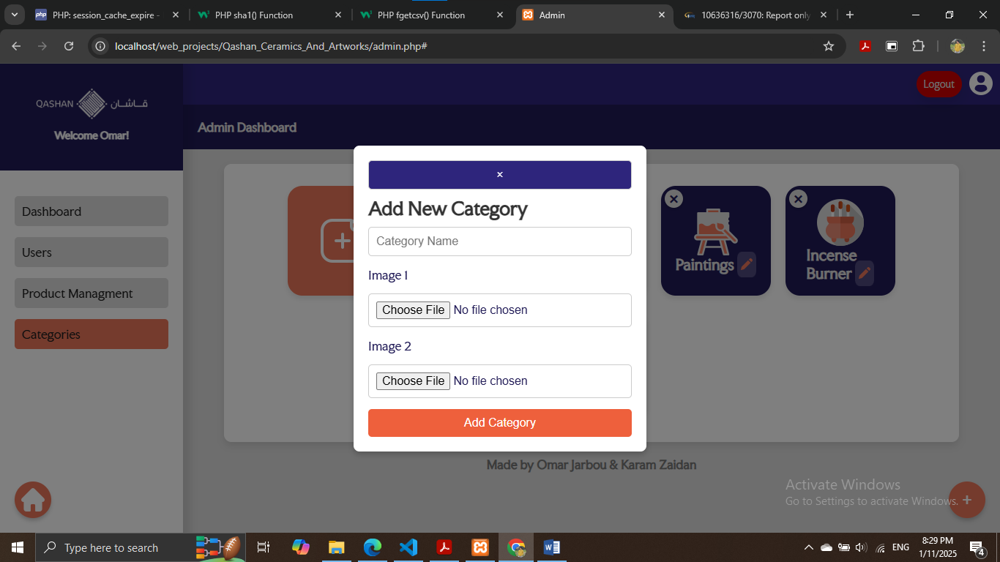 PHP: session_cache_expire -
PHP sha1() Function
PHP fgetcsv() Function
Admin
10636316/3070: Report only
localhost/web_projects/Qashan_Ceramics_And_Artworks/admin.php#
Logout
QASHAN قاشان
Welcome Omar!
Admin Dashboard
Dashboard
Users
Product Managment
Categories
×
Add New Category
Category Name
Image 1
Choose File No file chosen
Image 2
Choose File No file chosen
Add Category
Paintings
Incense
Burner
Made by Omar Jarbou & Karam Zaidan
Activate Windows
Go to Settings to activate Windows.
Type here to search
ENG
8:29 PM
1/11/2025
4